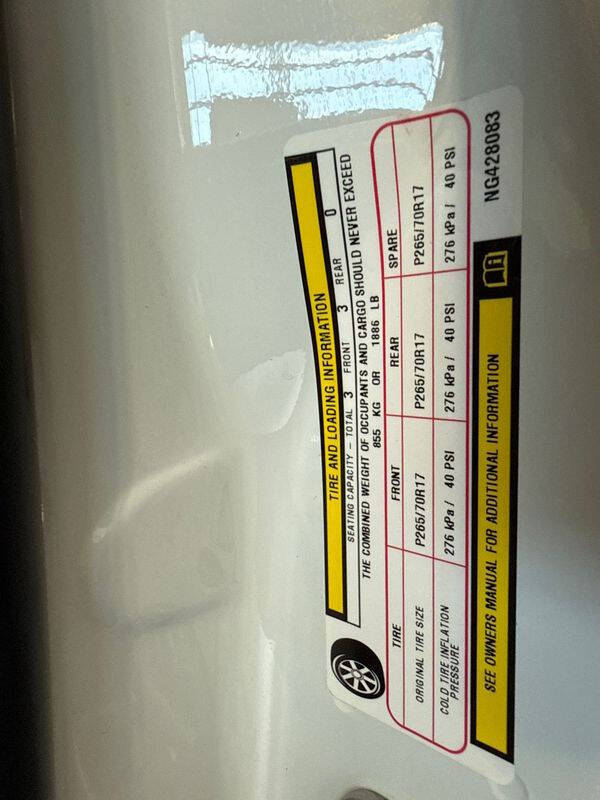 TIRE AND LOADING INFORMATION
SEATING CAPACITY - TOTAL 3 FRONT 3 REAR 0
THE COMBINED WEIGHT OF OCCUPANTS AND CARGO SHOULD NEVER EXCEED
855 KG OR 1886 LB
TIRE FRONT REAR SPARE
ORIGINAL TIRE SIZE P265/70R17 P265/70R17 P265/70R17
COLD TIRE INFLATION PRESSURE 276 kPa / 40 PSI 276 kPa / 40 PSI 276 kPa / 40 PSI
SEE OWNERS MANUAL FOR ADDITIONAL INFORMATION
NG428083